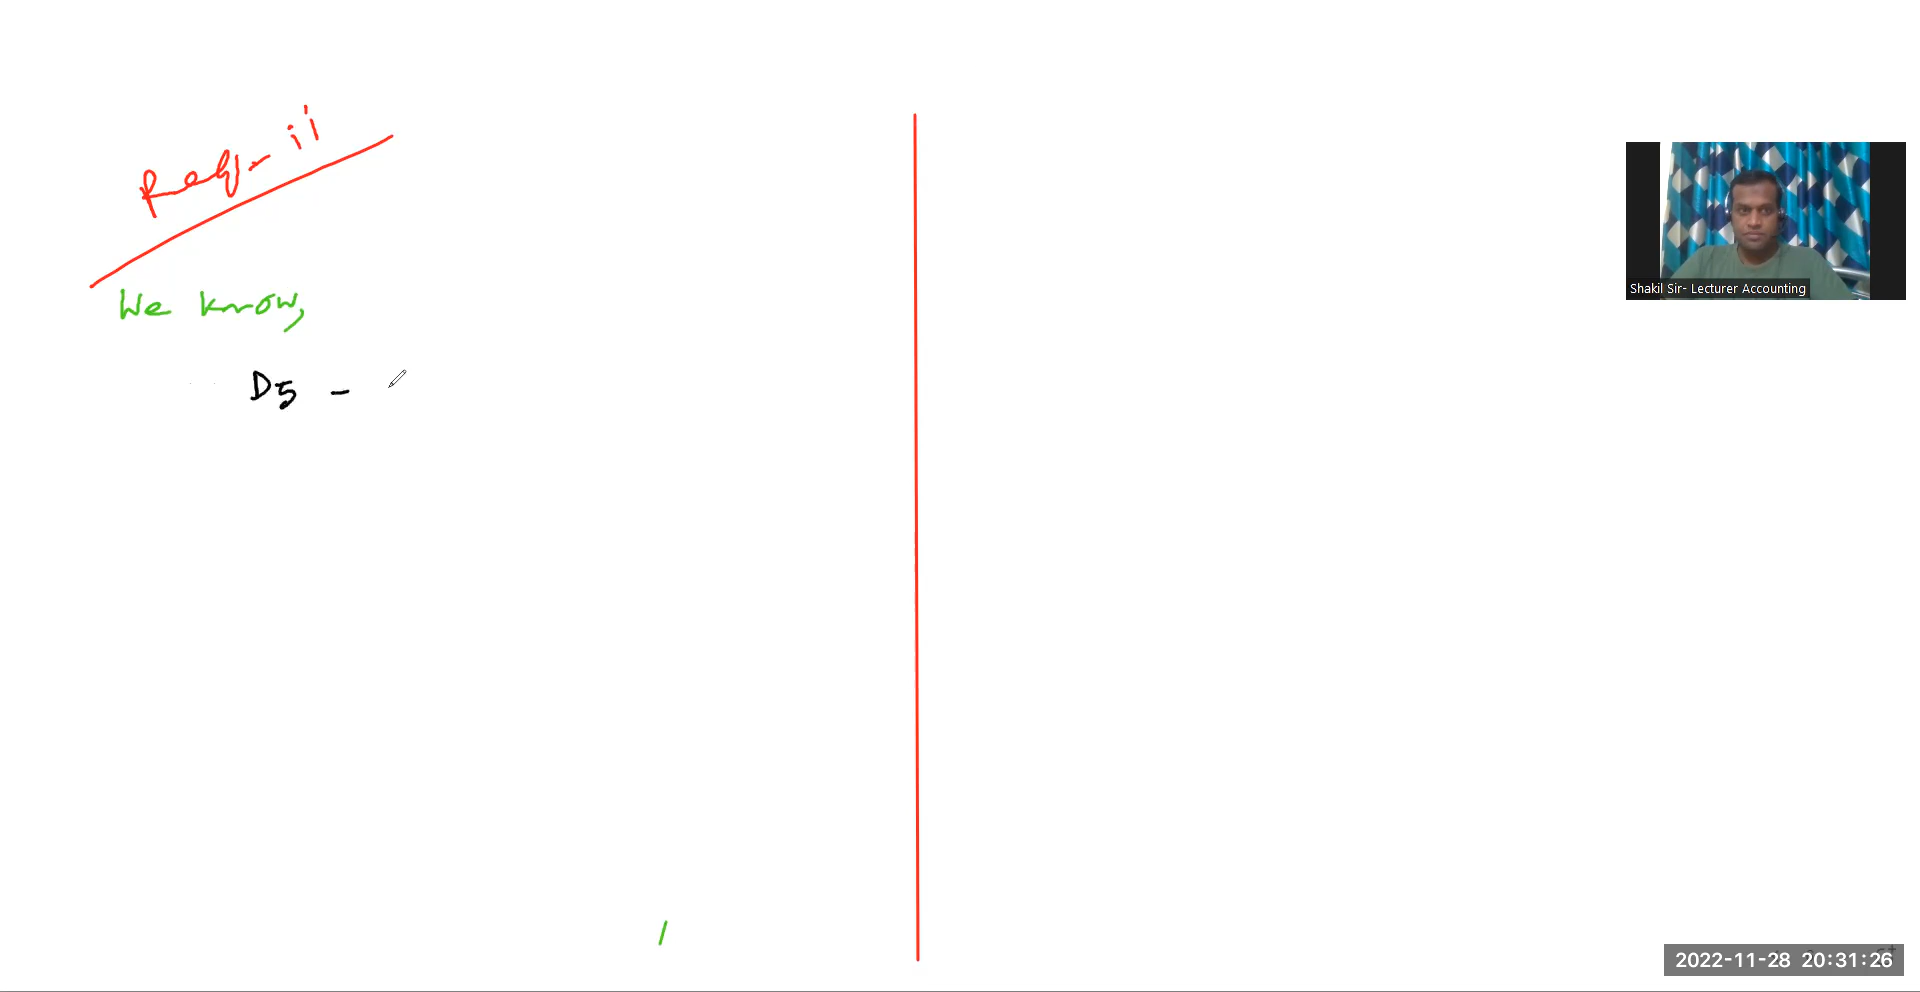 Req- ii
We know,
D5 -
Shakil Sir- Lecturer Accounting
2022-11-28 20:31:26